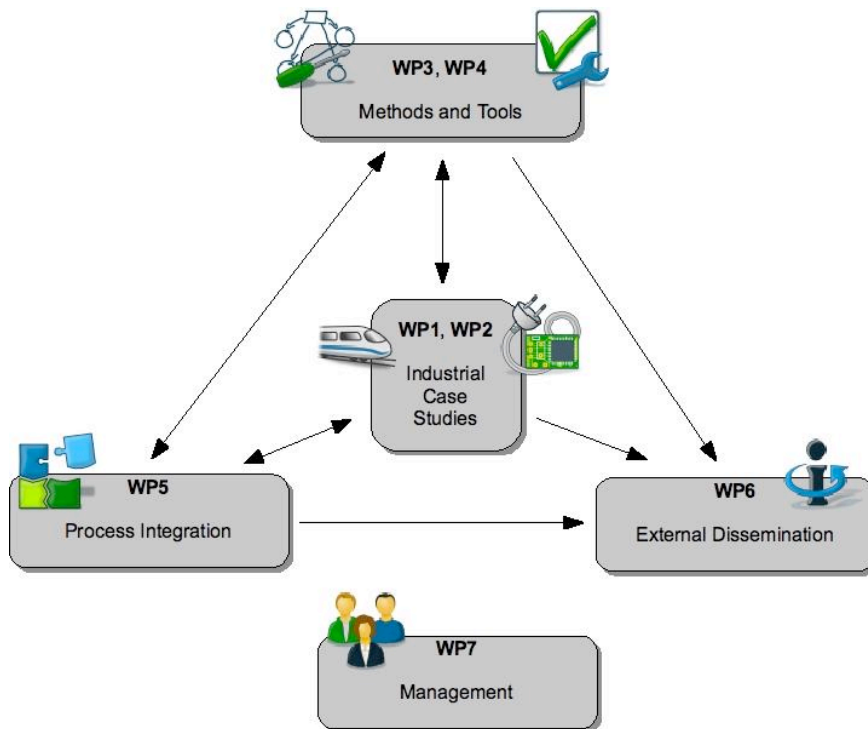 WP3, WP4
Methods and Tools
WP1, WP2
Industrial
Case
Studies
WP5
Process Integration
WP6
External Dissemination
WP7
Management